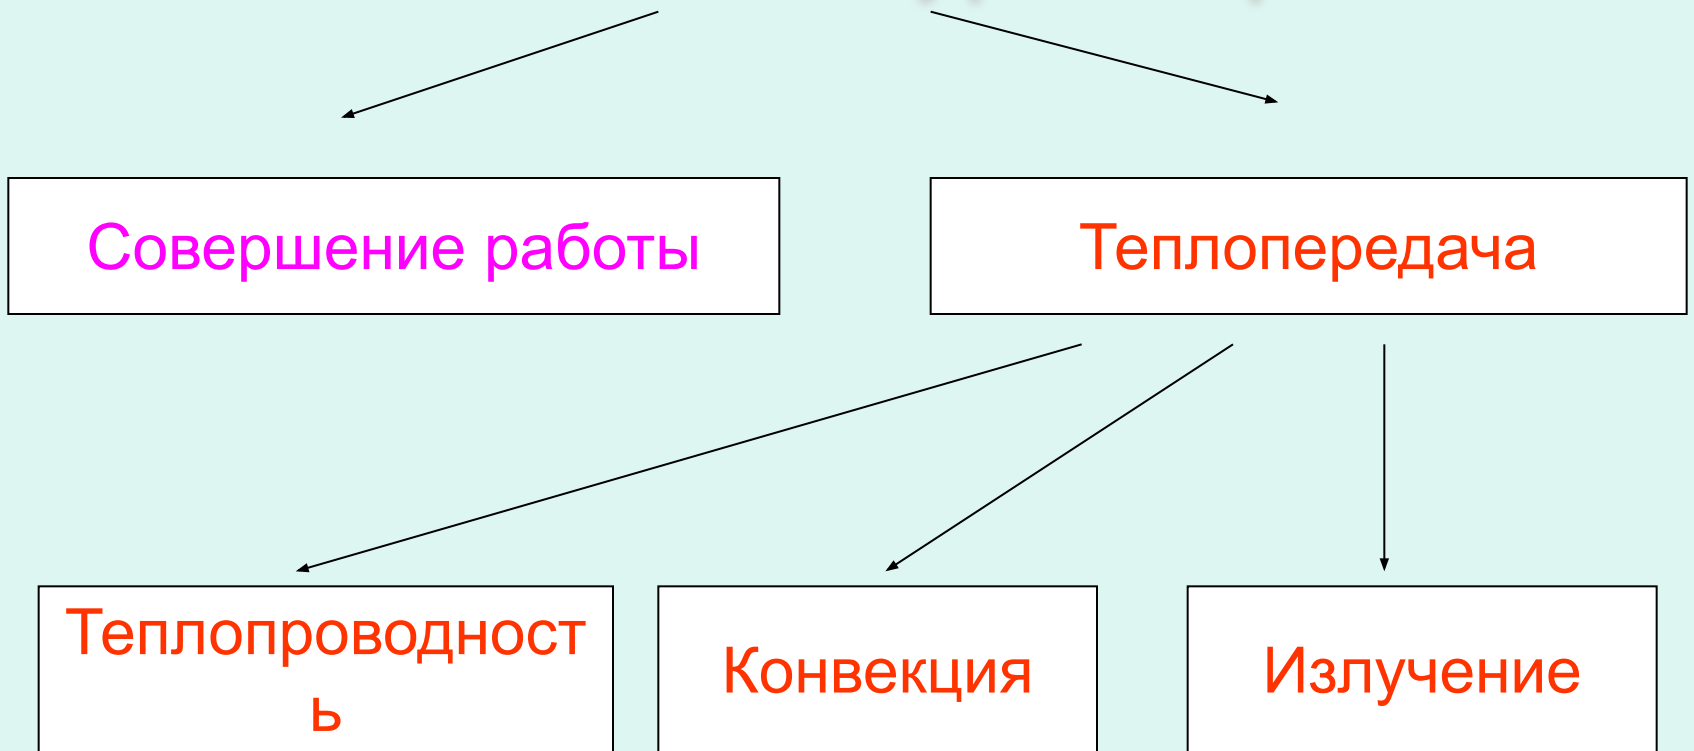 Совершение работы
Теплопередача
Теплопроводност
ь
Конвекция
Излучение